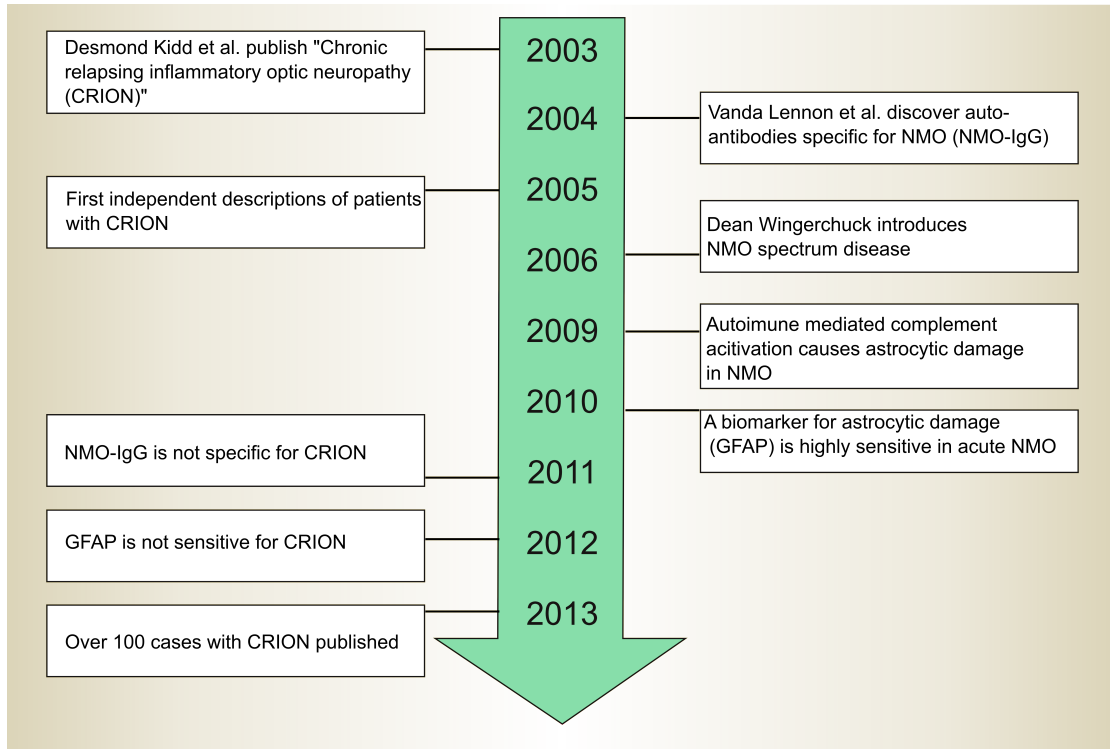 Desmond Kidd et al. publish "Chronic
relapsing inflammatory optic neuropathy
(CRION)"
2003
2004
Vanda Lennon et al. discover auto-
antibodies specific for NMO (NMO-IgG)
First independent descriptions of patients
with CRION
2005
Dean Wingerchuck introduces
NMO spectrum disease
2006
2009
Autoimune mediated complement
acitivation causes astrocytic damage
in NMO
2010
A biomarker for astrocytic damage
(GFAP) is highly sensitive in acute NMO
NMO-IgG is not specific for CRION
2011
GFAP is not sensitive for CRION
2012
2013
Over 100 cases with CRION published